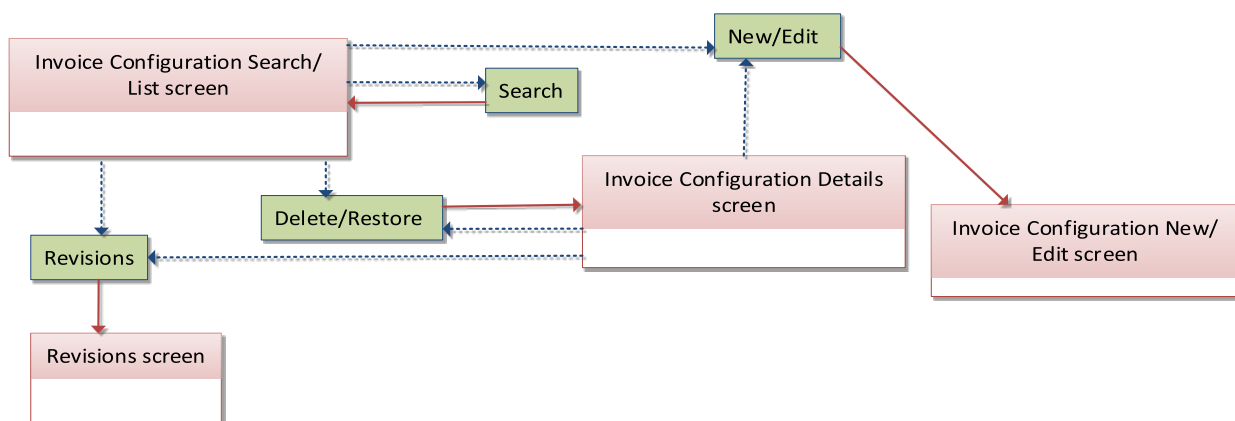 New/Edit
Invoice Configuration Search/
List screen
Search
Invoice Configuration Details
screen
Delete/Restore
Invoice Configuration New/
Edit screen
Revisions
Revisions screen